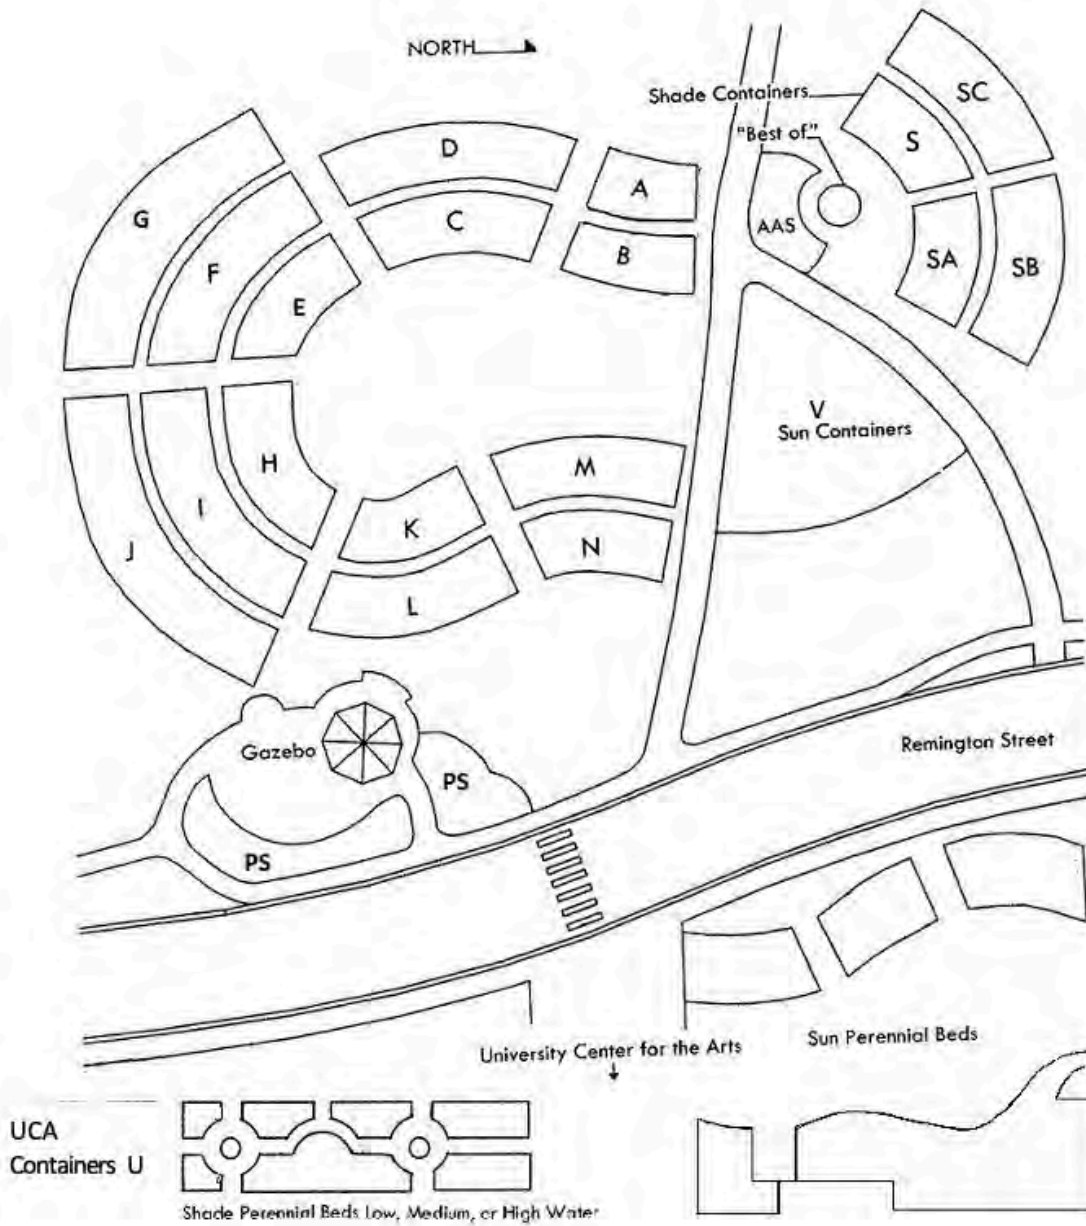 NORTH
SC
Shade Containers
S
"Best of"
D
A
G
C
AAS
B
F
SA
SB
E
V
Sun Containers
H
M
I
K
J
N
L
Gazebo
Remington Street
PS
PS
University Center for the Arts
Sun Perennial Beds
UCA
Containers U
Shade Perennial Beds Low, Medium, or High Water